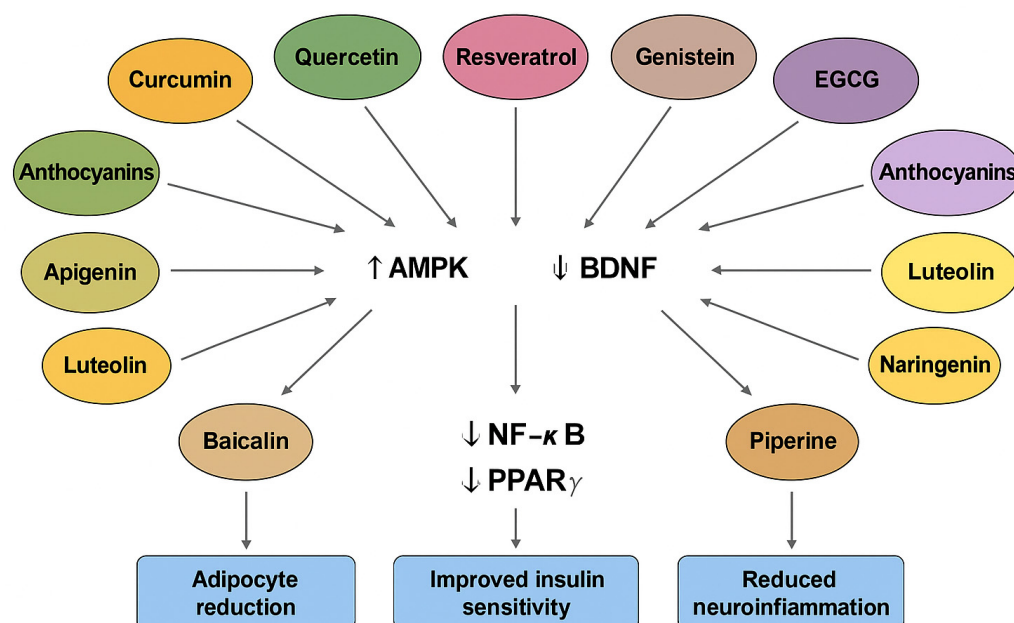 Curcumin
Quercetin
Resveratrol
Genistein
EGCG
Anthocyanins
Anthocyanins
Apigenin
↑ AMPK
↓ BDNF
Luteolin
Luteolin
Naringenin
Baicalin
↓ NF-κ B
↓ PPARγ
Piperine
Adipocyte
reduction
Improved insulin
sensitivity
Reduced
neuroinfiammation